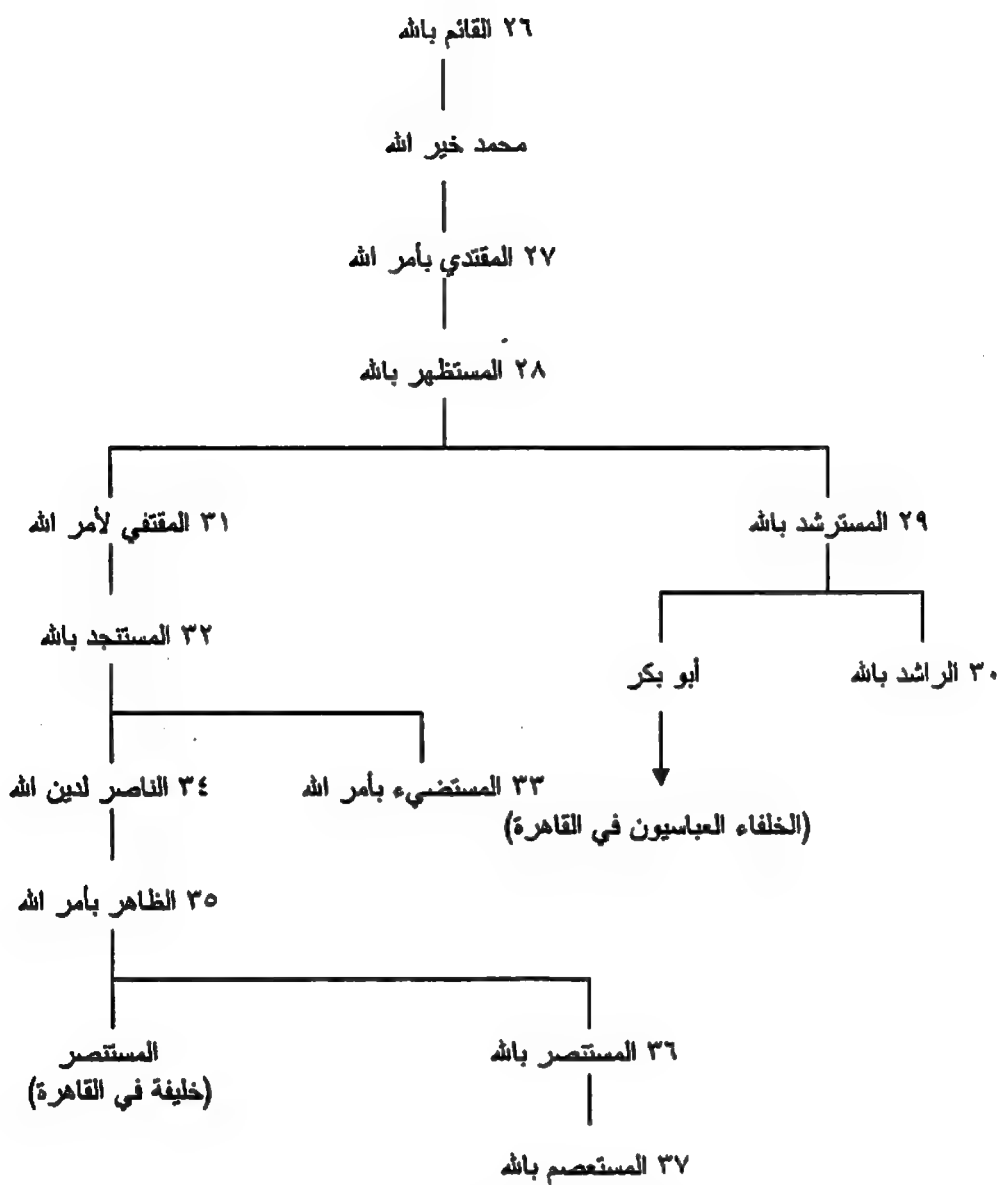 ٢٦ القائم بالله
محمد خير الله
٢٧ المقتدي بأمر الله
٢٨ المستظهر بالله
٢٩ المسترشد بالله
٣١ المقتفي لأمر الله
٣٢ المستنجد بالله
٣٠ الراشد بالله
أبو بكر
٣٣ المستضيء بأمر الله
٣٤ الناصر لدين الله
(الخلفاء العباسيون في القاهرة)
٣٥ الظاهر بأمر الله
٣٦ المستنصر بالله
المستنصر
(خليفة في القاهرة)
٣٧ المستعصم بالله